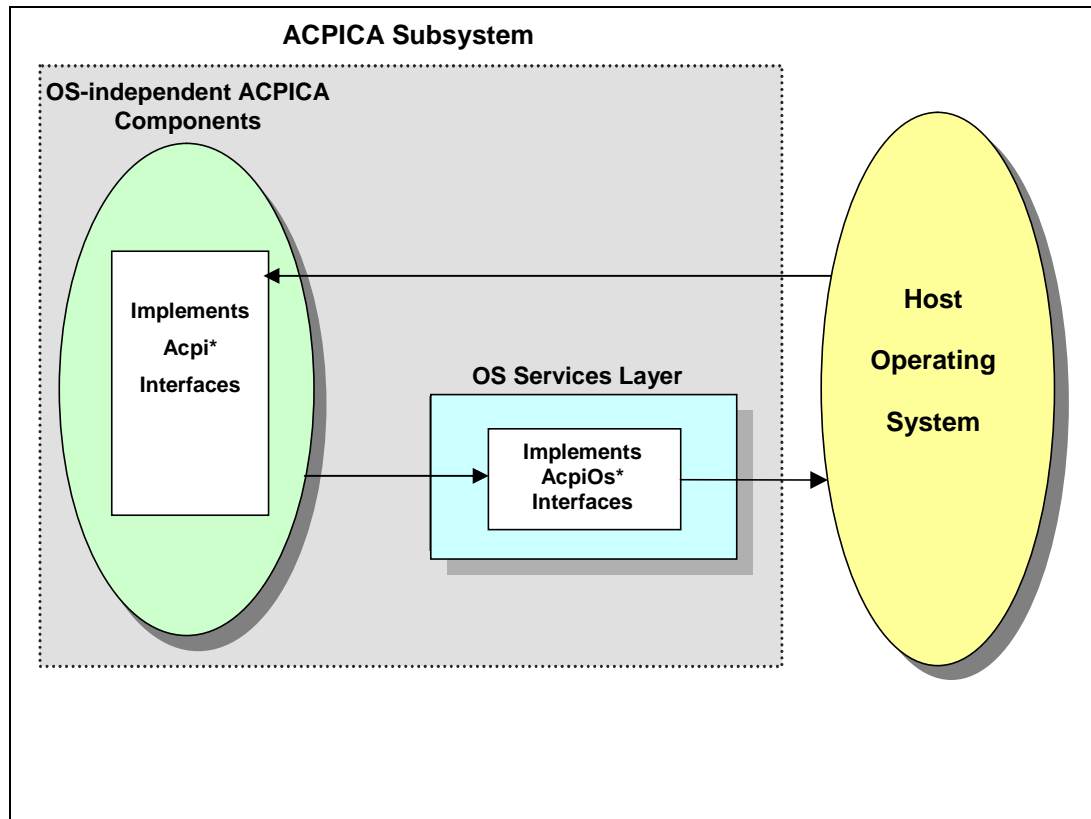 ACPICA Subsystem
OS-independent ACPICA
Components
Implements
Acpi*
Interfaces
OS Services Layer
Implements
AcpiOs*
Interfaces
Host
Operating
System